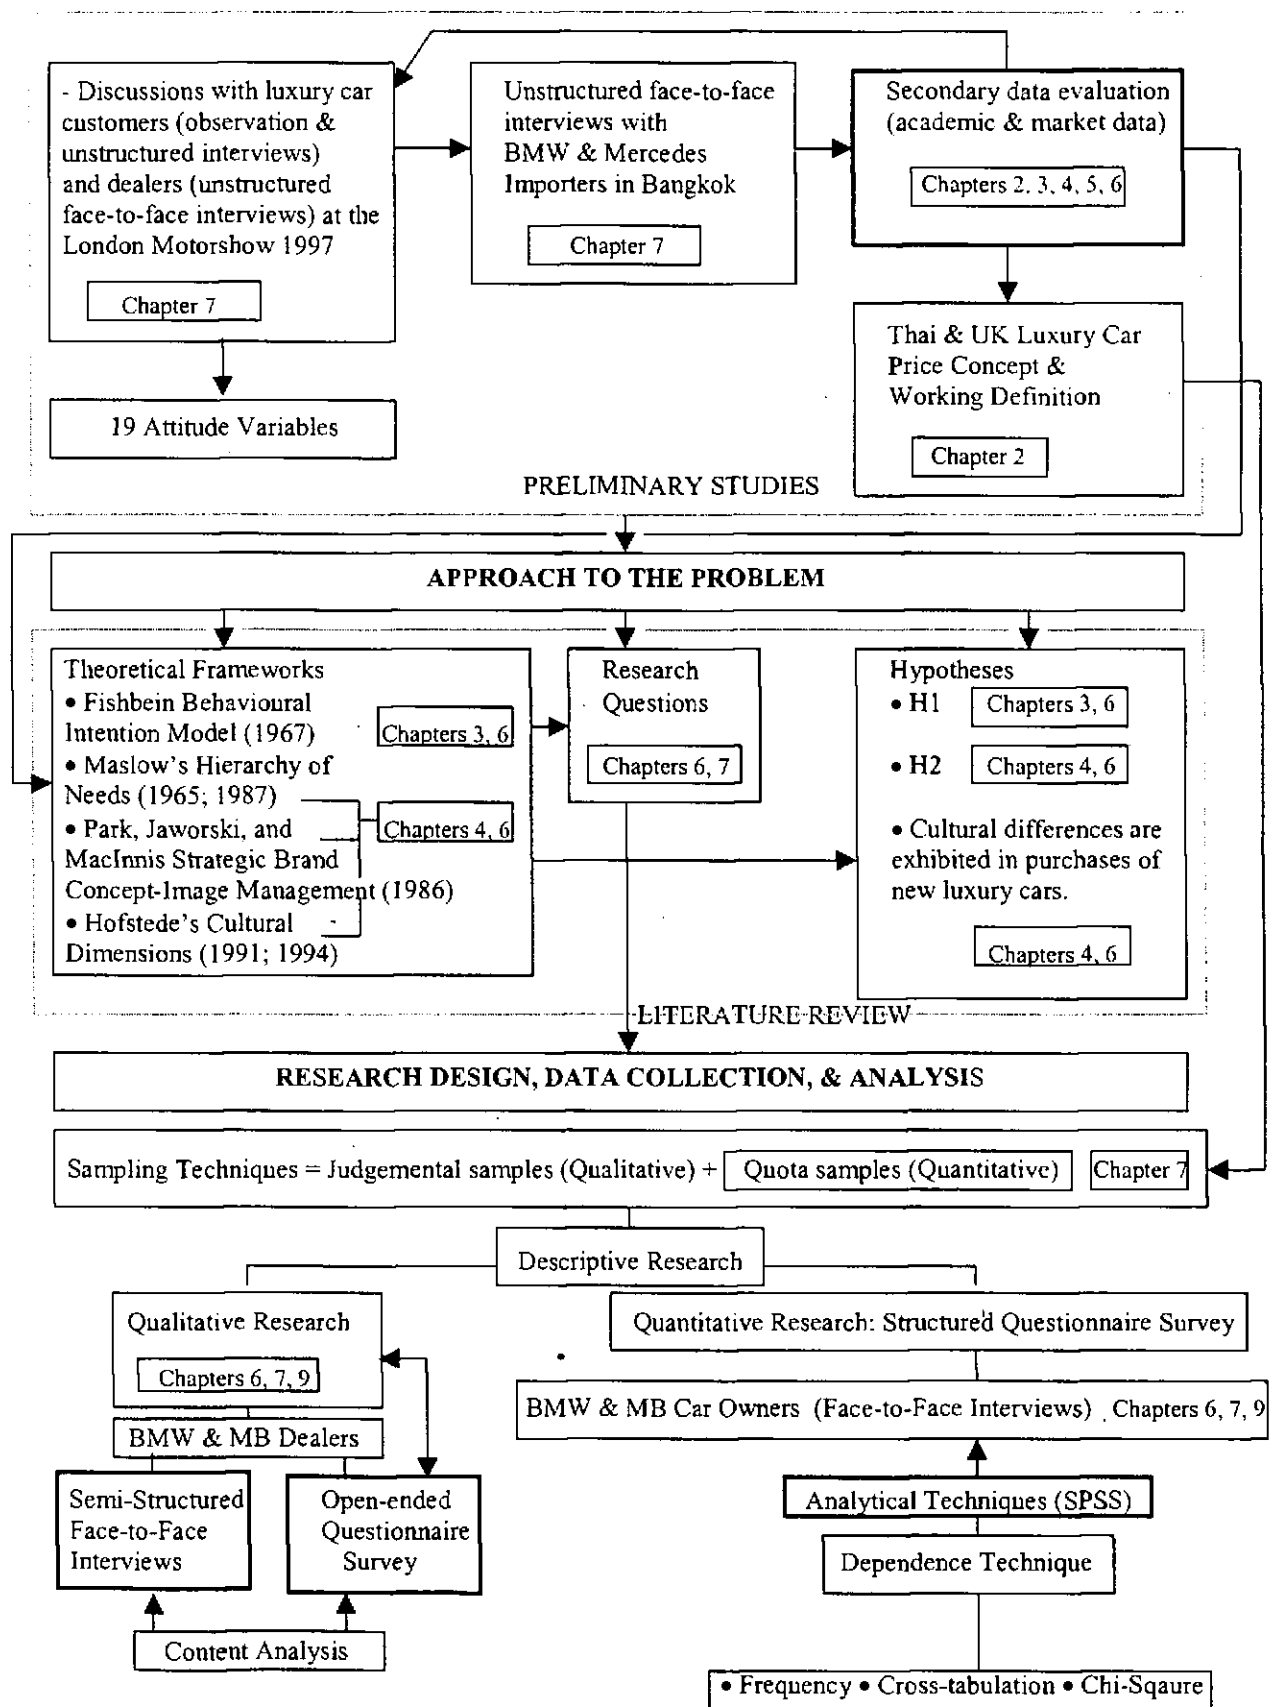 - Discussions with luxury car
customers (observation &
unstructured interviews)
and dealers (unstructured
face-to-face interviews) at the
London Motorshow 1997
Chapter 7
Unstructured face-to-face
interviews with
BMW & Mercedes
Importers in Bangkok
Chapter 7
Secondary data evaluation
(academic & market data)
Chapters 2, 3, 4, 5, 6
19 Attitude Variables
Thai & UK Luxury Car
Price Concept &
Working Definition
Chapter 2
PRELIMINARY STUDIES
APPROACH TO THE PROBLEM
Theoretical Frameworks
• Fishbein Behavioural
Intention Model (1967)
Chapters 3, 6
• Maslow's Hierarchy of
Needs (1965; 1987)
• Park, Jaworski, and
Chapters 4, 6
MacInnis Strategic Brand
Concept-Image Management (1986)
• Hofstede's Cultural
Dimensions (1991; 1994)
Research
Questions
Chapters 6, 7
Hypotheses
• H1 Chapters 3, 6
• H2 Chapters 4, 6
• Cultural differences are
exhibited in purchases of
new luxury cars.
Chapters 4, 6
LITERATURE REVIEW
RESEARCH DESIGN, DATA COLLECTION, & ANALYSIS
Sampling Techniques = Judgemental samples (Qualitative) + Quota samples (Quantitative) Chapter 7
Descriptive Research
Qualitative Research
Chapters 6, 7, 9
BMW & MB Dealers
Semi-Structured
Face-to-Face
Interviews
Open-ended
Questionnaire
Survey
Content Analysis
Quantitative Research: Structured Questionnaire Survey
BMW & MB Car Owners (Face-to-Face Interviews) Chapters 6, 7, 9
Analytical Techniques (SPSS)
Dependence Technique
• Frequency • Cross-tabulation • Chi-Sqaure